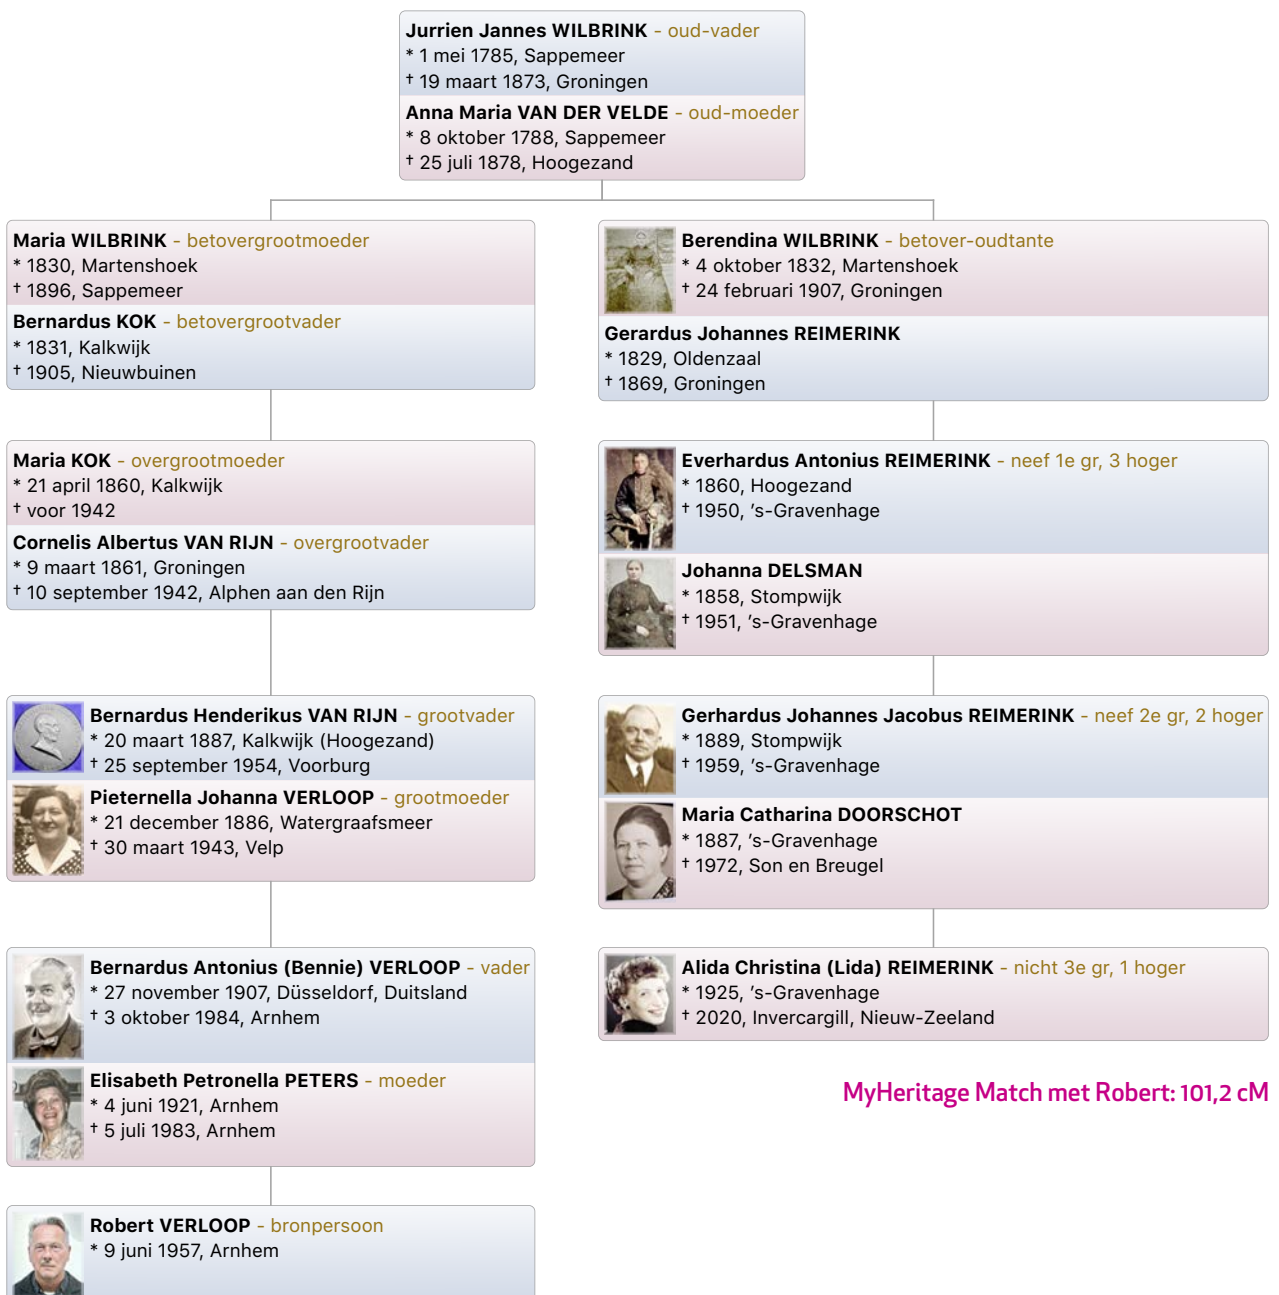 Jurrien Jannes WILBRINK - oud-vader
* 1 mei 1785, Sappemeer
† 19 maart 1873, Groningen
Anna Maria VAN DER VELDE - oud-moeder
* 8 oktober 1788, Sappemeer
† 25 juli 1878, Hoogezand
Maria WILBRINK - betovergrootmoeder
* 1830, Martenshoek
† 1896, Sappemeer
Bernardus KOK - betovergrootvader
* 1831, Kalkwijk
† 1905, Nieuwbuinen
Berendina WILBRINK - betover-oudtante
* 4 oktober 1832, Martenshoek
† 24 februari 1907, Groningen
Gerardus Johannes REIMERINK
* 1829, Oldenzaal
† 1869, Groningen
Maria KOK - overgrootmoeder
* 21 april 1860, Kalkwijk
† voor 1942
Cornelis Albertus VAN RIJN - overgrootvader
* 9 maart 1861, Groningen
† 10 september 1942, Alphen aan den Rijn
Everhardus Antonius REIMERINK - neef 1e gr, 3 hoger
* 1860, Hoogezand
† 1950, ’s-Gravenhage
Johanna DELSMAN
* 1858, Stompwijk
† 1951, ’s-Gravenhage
Bernardus Henderikus VAN RIJN - grootvader
* 20 maart 1887, Kalkwijk (Hoogezand)
† 25 september 1954, Voorburg
Pieternella Johanna VERLOOP - grootmoeder
* 21 december 1886, Watergraafsmeer
† 30 maart 1943, Velp
Gerhardus Johannes Jacobus REIMERINK - neef 2e gr, 2 hoger
* 1889, Stompwijk
† 1959, ’s-Gravenhage
Maria Catharina DOORSCHOT
* 1887, ’s-Gravenhage
† 1972, Son en Breugel
Bernardus Antonius (Bennie) VERLOOP - vader
* 27 november 1907, Düsseldorf, Duitsland
† 3 oktober 1984, Arnhem
Elisabeth Petronella PETERS - moeder
* 4 juni 1921, Arnhem
† 5 juli 1983, Arnhem
Alida Christina (Lida) REIMERINK - nicht 3e gr, 1 hoger
* 1925, ’s-Gravenhage
† 2020, Invercargill, Nieuw-Zeeland
MyHeritage Match met Robert: 101,2 cM
Robert VERLOOP - bronpersoon
* 9 juni 1957, Arnhem